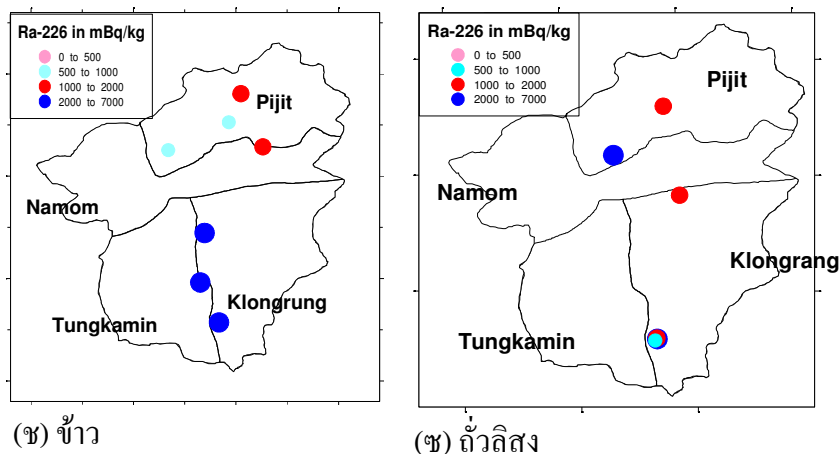 Ra-226 in mBq/kg
0 to 500
500 to 1000
1000 to 2000
2000 to 7000
Pijit
Namom
Klongrung
Tungkamin
(ช) ข้าว
Ra-226 in mBq/kg
0 to 500
500 to 1000
1000 to 2000
2000 to 7000
Pijit
Namom
Klongrang
Tungkamin
(ซ) ถั่วลิสง